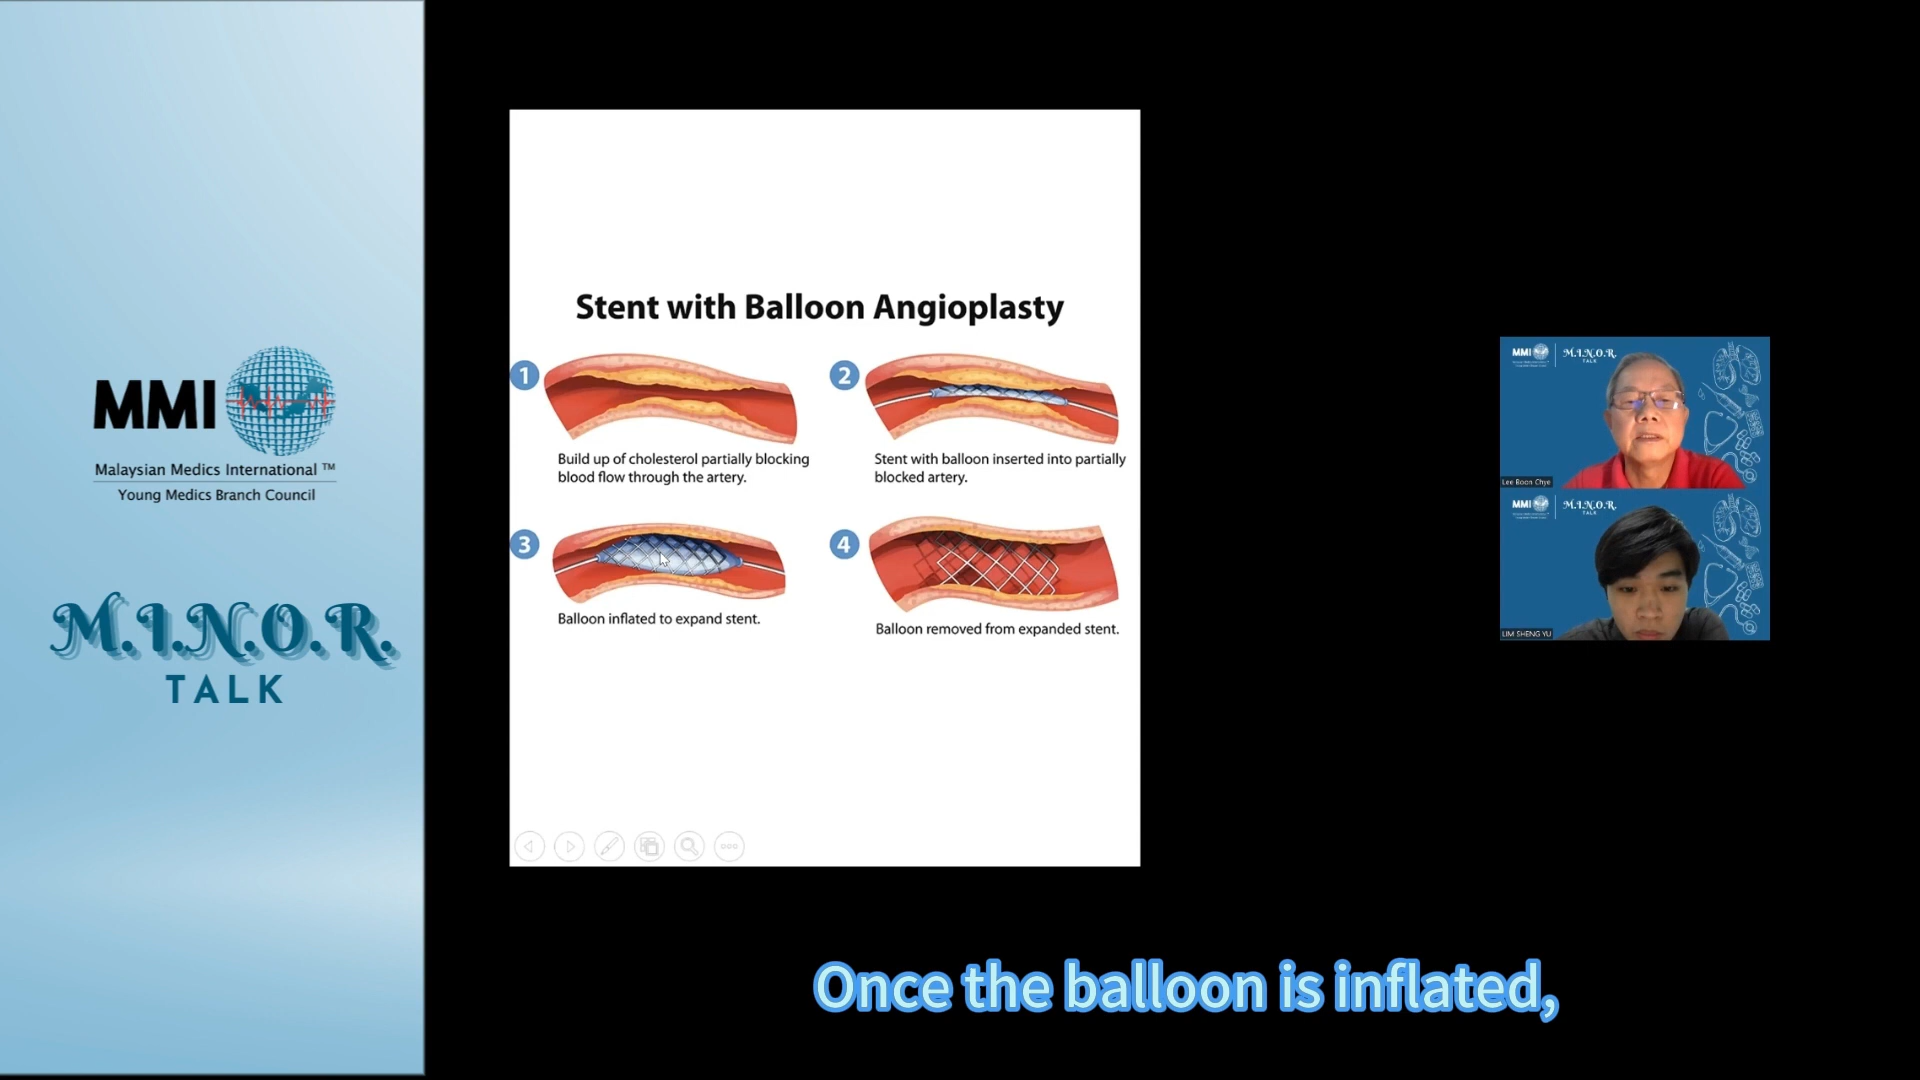 MMI
Malaysian Medics International ™
Young Medics Branch Council
M.I.N.O.R.
TALK
Stent with Balloon Angioplasty
1
Build up of cholesterol partially blocking
blood flow through the artery.
2
Stent with balloon inserted into partially
blocked artery.
3
Balloon inflated to expand stent.
4
Balloon removed from expanded stent.
MMI
M.I.N.O.R.
TALK
Lee Boon Chye
MMI
M.I.N.O.R.
TALK
LIM SHENG YU
Once the balloon is inflated,